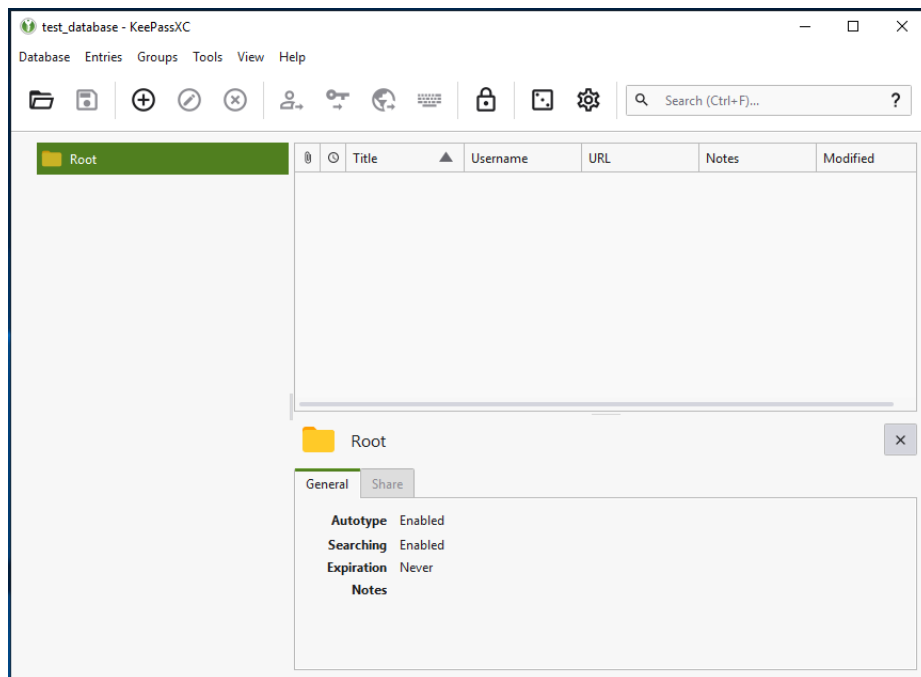 test_database - KeePassXC
Database Entries Groups Tools View Help
Search (Ctrl+F)... ?
Root
Title Username URL Notes Modified
Root
General Share
Autotype Enabled
Searching Enabled
Expiration Never
Notes